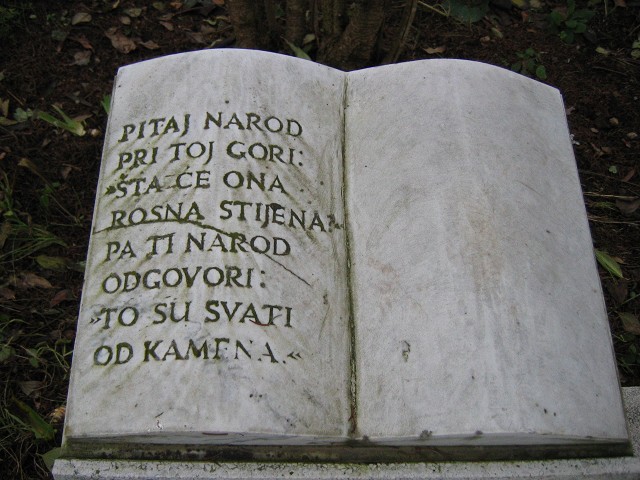 PITAJ NAROD
PRI TOJ GORI:
»ŠTA ĆE ONA
ROSNA STIJENA?«
PA TI NAROD
ODGOVORI:
»TO SU SVATI
OD KAMENA.«